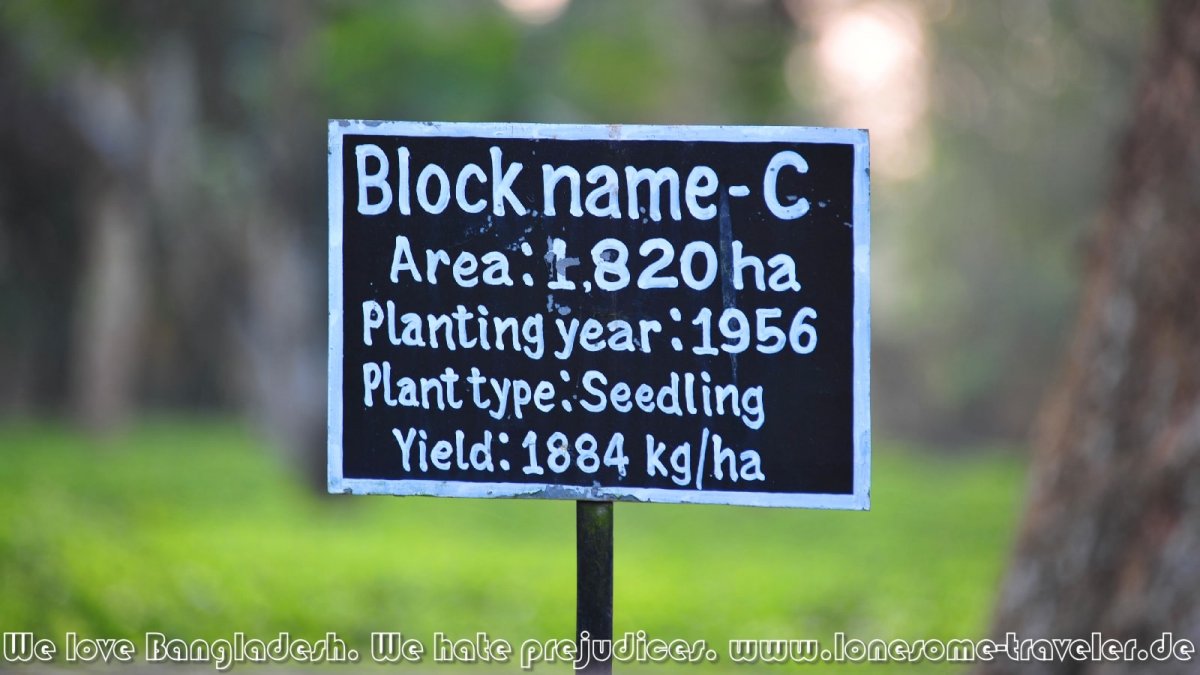 Block name - C
Area: 1,820 ha
Planting year: 1956
Plant type: Seedling
Yield: 1884 kg/ha
We love Bangladesh. We hate prejudices. www.lonesome-traveler.de